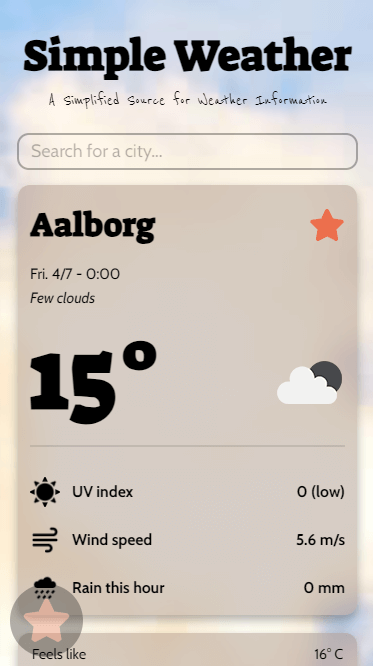 Simple Weather
A Simplified Source for Weather Information
Search for a city...
Aalborg
Fri. 4/7 - 0:00
Few clouds
15°
UV index 0 (low)
Wind speed 5.6 m/s
Rain this hour 0 mm
Feels like 16° C